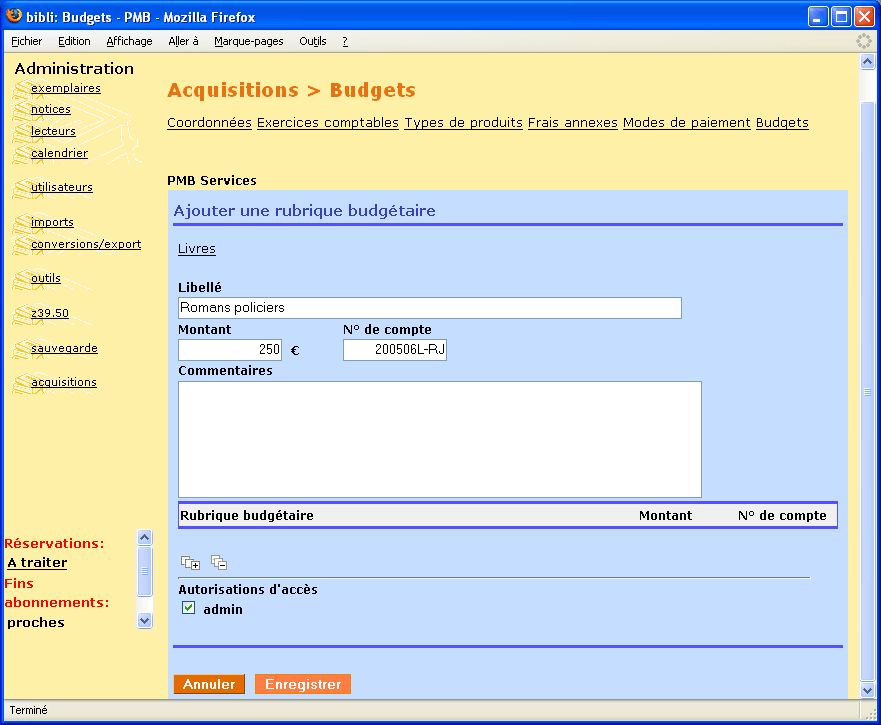 bibli: Budgets - PMB - Mozilla Firefox
Fichier Edition Affichage Aller à Marque-pages Outils ?
Administration
exemplaires
notices
lecteurs
calendrier
utilisateurs
imports
conversions/export
outils
z39.50
sauvegarde
acquisitions
Réservations:
A traiter
Fins
abonnements:
proches
Acquisitions > Budgets
Coordonnées Exercices comptables Types de produits Frais annexes Modes de paiement Budgets
PMB Services
Ajouter une rubrique budgétaire
Livres
Libellé
Romans policiers
Montant N° de compte
250 € 200506L-RJ
Commentaires
Rubrique budgétaire Montant N° de compte
Autorisations d'accès
admin
Annuler Enregistrer
Terminé